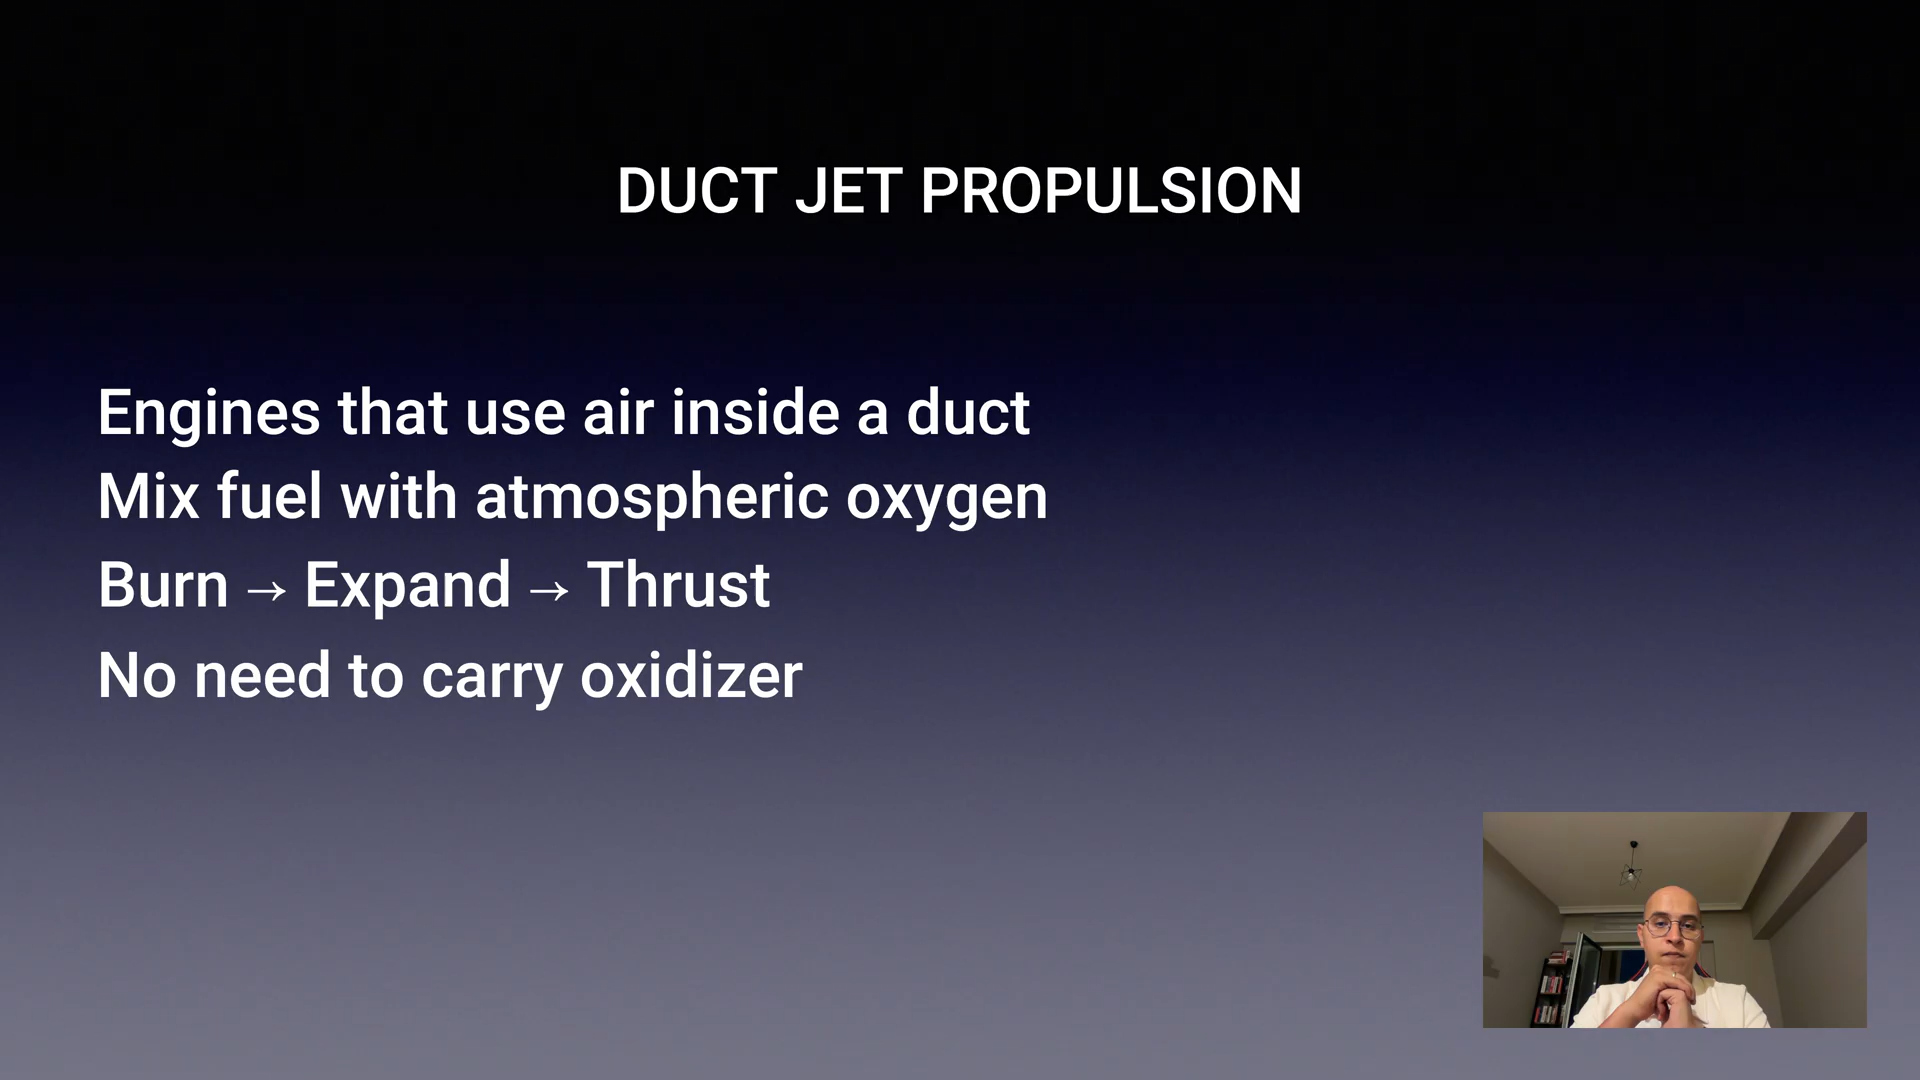 DUCT JET PROPULSION
Engines that use air inside a duct
Mix fuel with atmospheric oxygen
Burn → Expand → Thrust
No need to carry oxidizer